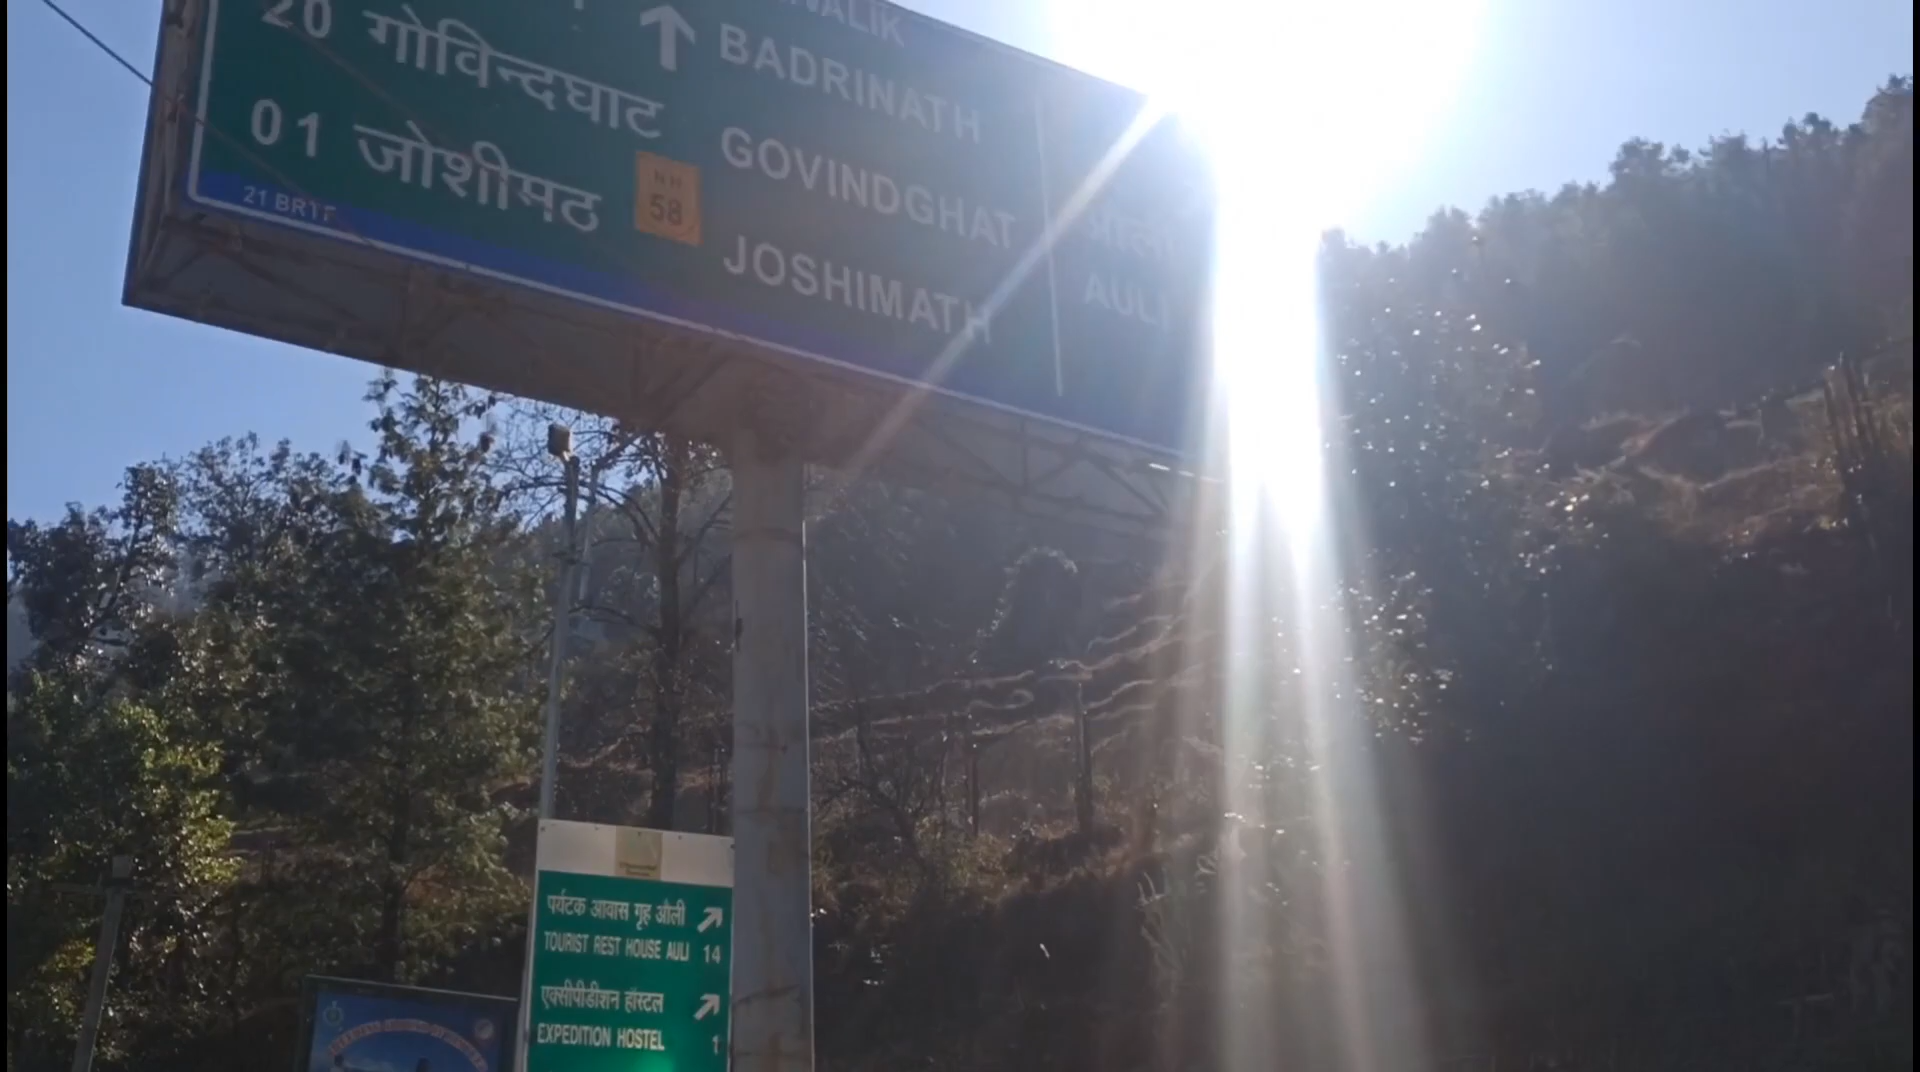 BADRINATH
20 गोविन्दघाट
GOVINDGHAT
01 जोशीमठ
NH
58
JOSHIMATH
AULI
21 BRTF
पर्यटक आवास गृह औली
TOURIST REST HOUSE AULI 14
एक्सपीडीशन हॉस्टल
EXPEDITION HOSTEL 1